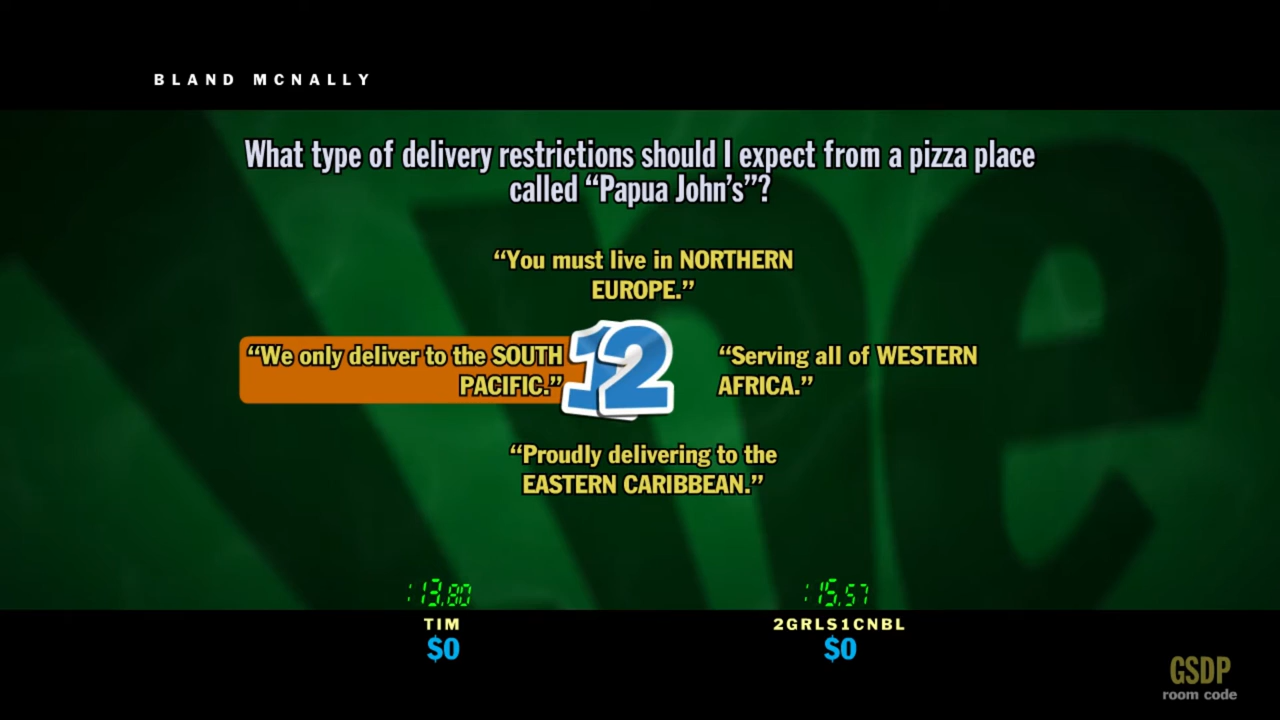 BLAND MCNALLY
What type of delivery restrictions should I expect from a pizza place
called “Papua John’s”?
“You must live in NORTHERN
EUROPE.”
“We only deliver to the SOUTH
PACIFIC.”
12
“Serving all of WESTERN
AFRICA.”
“Proudly delivering to the
EASTERN CARIBBEAN.”
:13.80
TIM
$0
:15.57
2GRLS1CNBL
$0
GSDP
room code